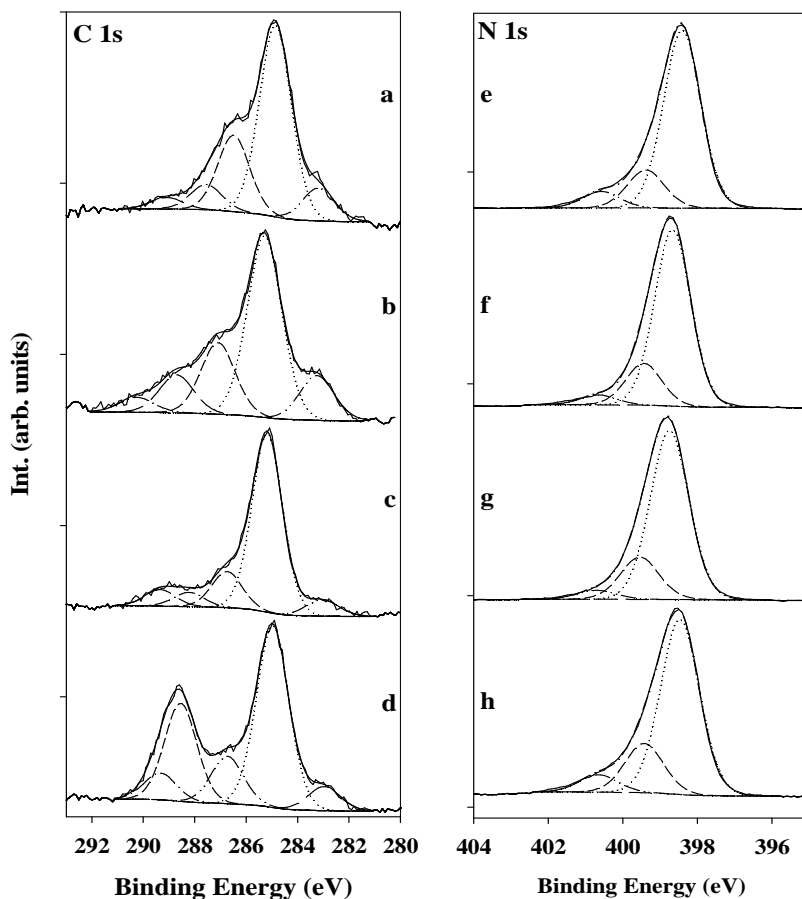 C 1s
N 1s
a
b
c
d
e
f
g
h
Int. (arb. units)
292 290 288 286 284 282 280
404 402 400 398 396
Binding Energy (eV)
Binding Energy (eV)